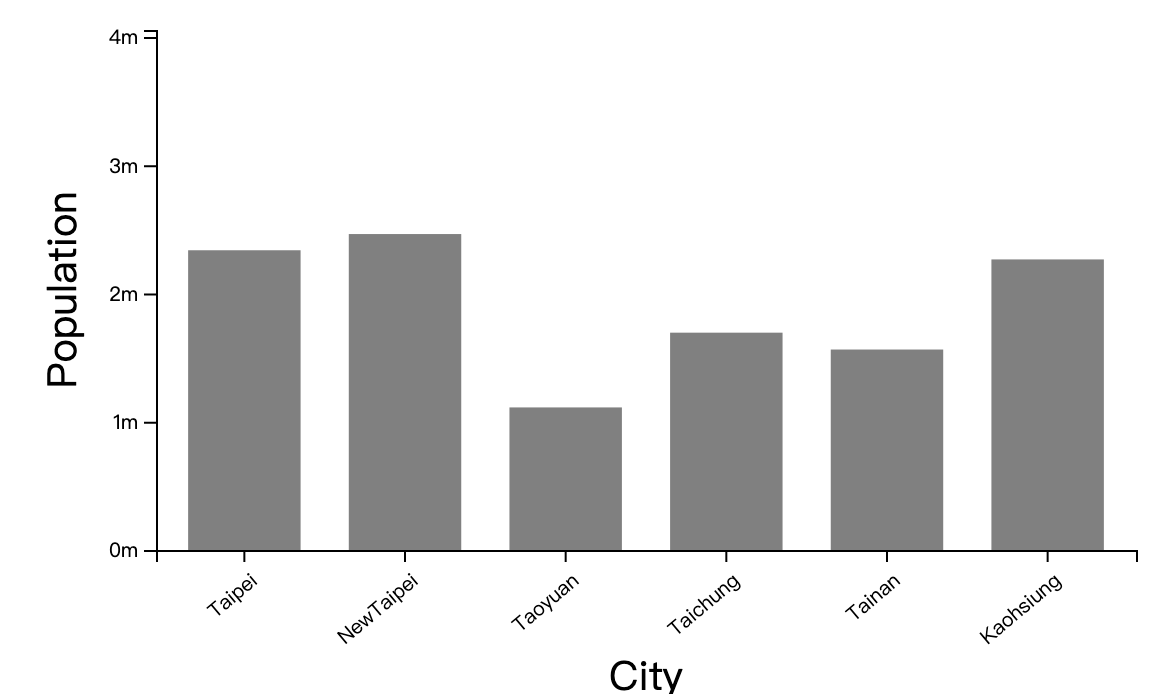 4m
3m
2m
1m
0m
Population
Taipei
NewTaipei
Taoyuan
Taichung
Tainan
Kaohsiung
City